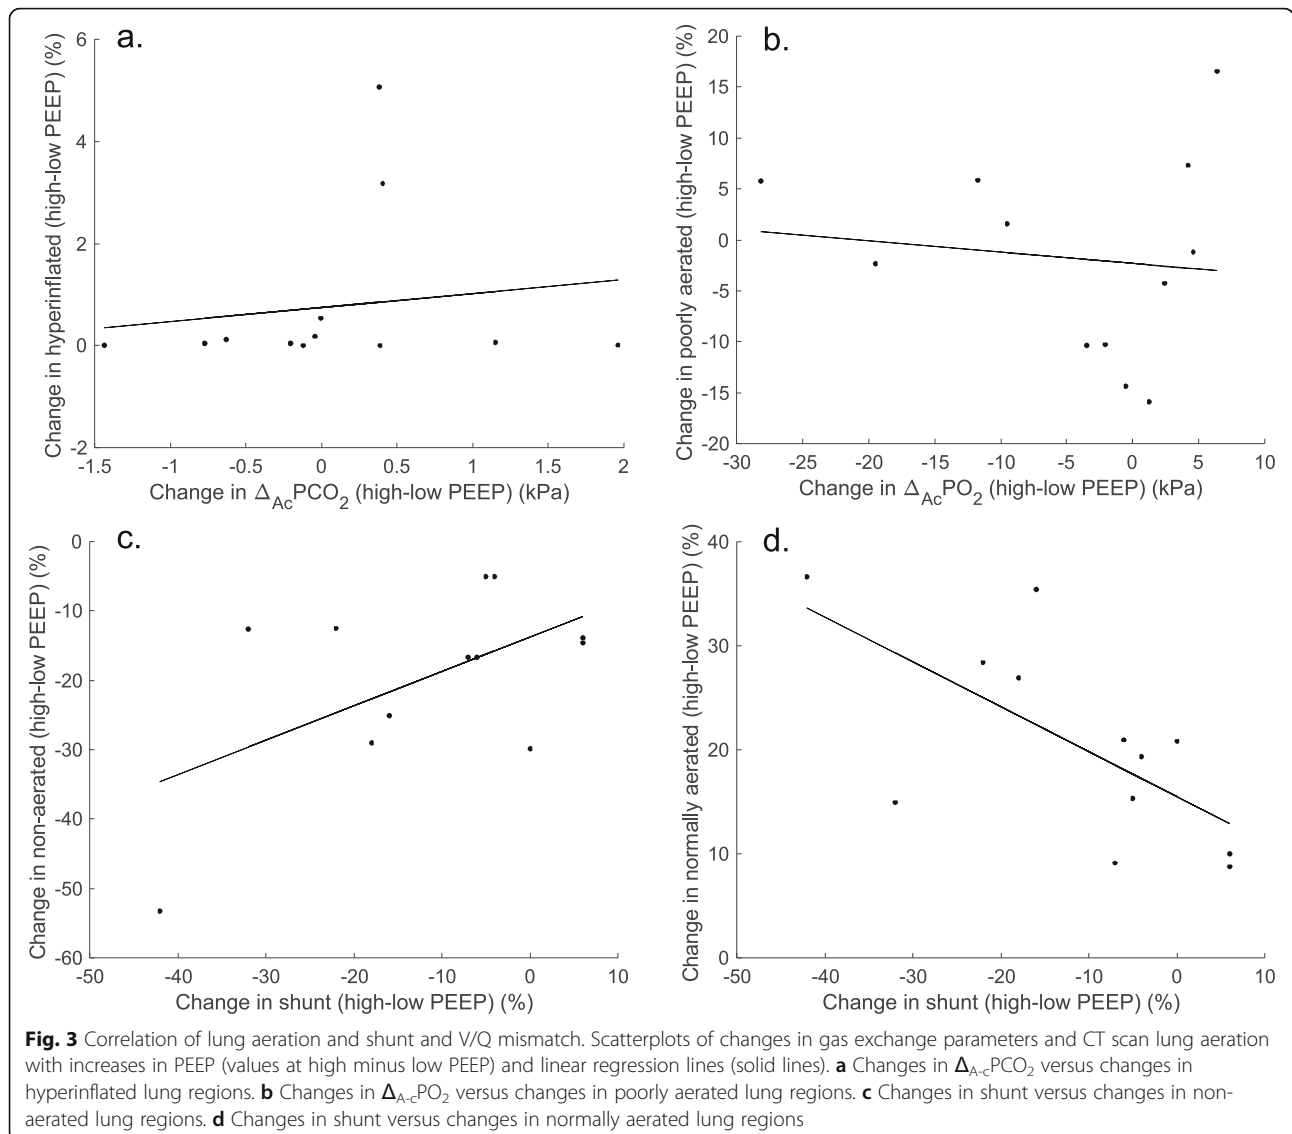 a.
Change in hyperinflated (high-low PEEP) (%)
6
4
2
0
-2
-1.5 -1 -0.5 0 0.5 1 1.5 2
Change in Δ_AcPCO₂ (high-low PEEP) (kPa)
b.
Change in poorly aerated (high-low PEEP) (%)
20
15
10
5
0
-5
-10
-15
-20
-30 -25 -20 -15 -10 -5 0 5 10
Change in Δ_AcPO₂ (high-low PEEP) (kPa)
c.
Change in non-aerated (high-low PEEP) (%)
0
-10
-20
-30
-40
-50
-60
-50 -40 -30 -20 -10 0 10
Change in shunt (high-low PEEP) (%)
d.
Change in normally aerated (high-low PEEP) (%)
40
30
20
10
0
-50 -40 -30 -20 -10 0 10
Change in shunt (high-low PEEP) (%)
Fig. 3 Correlation of lung aeration and shunt and V/Q mismatch. Scatterplots of changes in gas exchange parameters and CT scan lung aeration
with increases in PEEP (values at high minus low PEEP) and linear regression lines (solid lines). a Changes in Δ_A-cPCO₂ versus changes in
hyperinflated lung regions. b Changes in Δ_A-cPO₂ versus changes in poorly aerated lung regions. c Changes in shunt versus changes in non-
aerated lung regions. d Changes in shunt versus changes in normally aerated lung regions